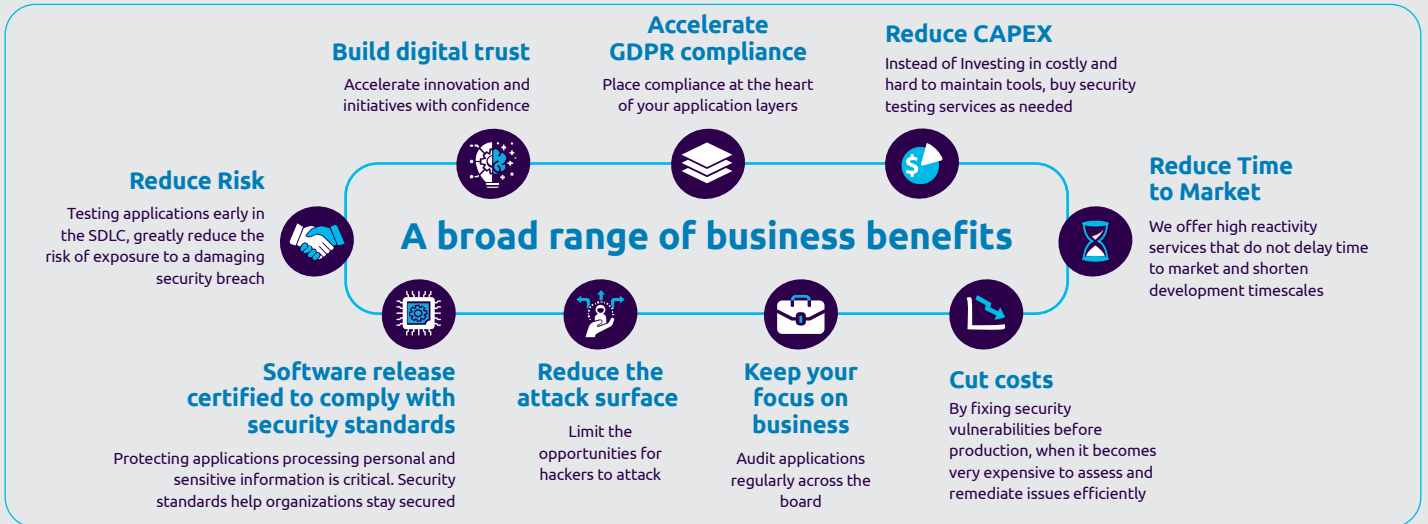 Build digital trust
Accelerate innovation and
initiatives with confidence
Accelerate
GDPR compliance
Place compliance at the heart
of your application layers
Reduce CAPEX
Instead of Investing in costly and
hard to maintain tools, buy security
testing services as needed
Reduce Risk
Testing applications early in
the SDLC, greatly reduce the
risk of exposure to a damaging
security breach
A broad range of business benefits
Reduce Time
to Market
We offer high reactivity
services that do not delay time
to market and shorten
development timescales
Software release
certified to comply with
security standards
Protecting applications processing personal and
sensitive information is critical. Security
standards help organizations stay secured
Reduce the
attack surface
Limit the
opportunities for
hackers to attack
Keep your
focus on
business
Audit applications
regularly across the
board
Cut costs
By fixing security
vulnerabilities before
production, when it becomes
very expensive to assess and
remediate issues efficiently
$